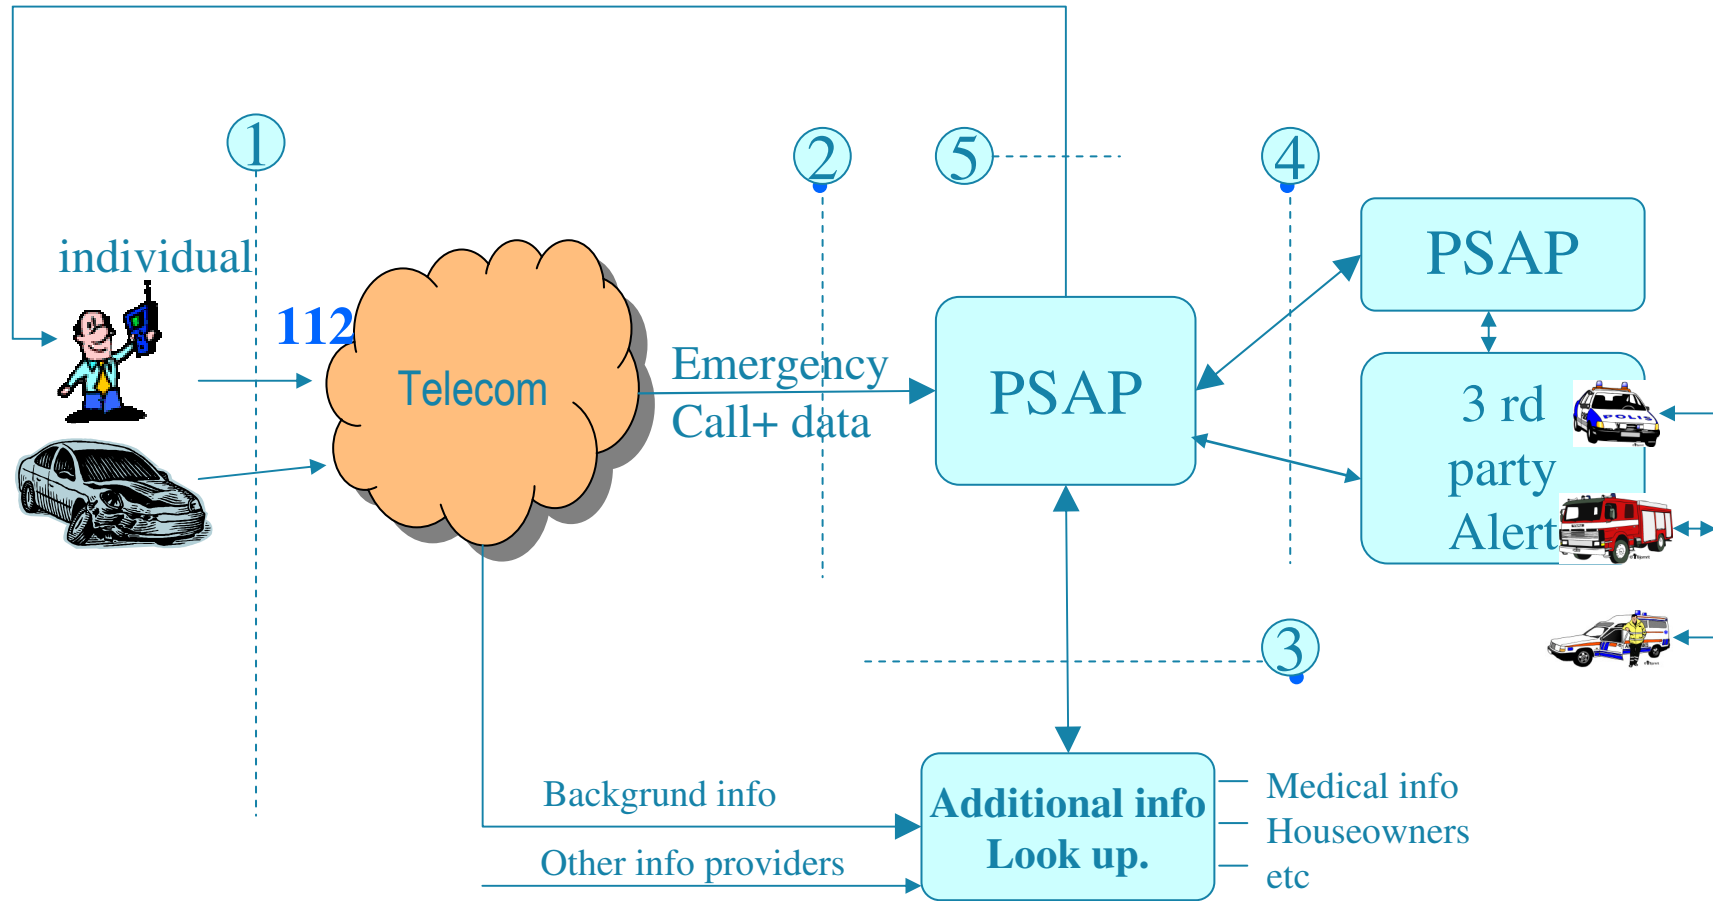 1
2
5
4
individual
PSAP
112
Emergency
Call+ data
Telecom
PSAP
3 rd
party
Alert
POLIS
3
Backgrund info
Other info providers
Additional info
Look up.
Medical info
Houseowners
etc